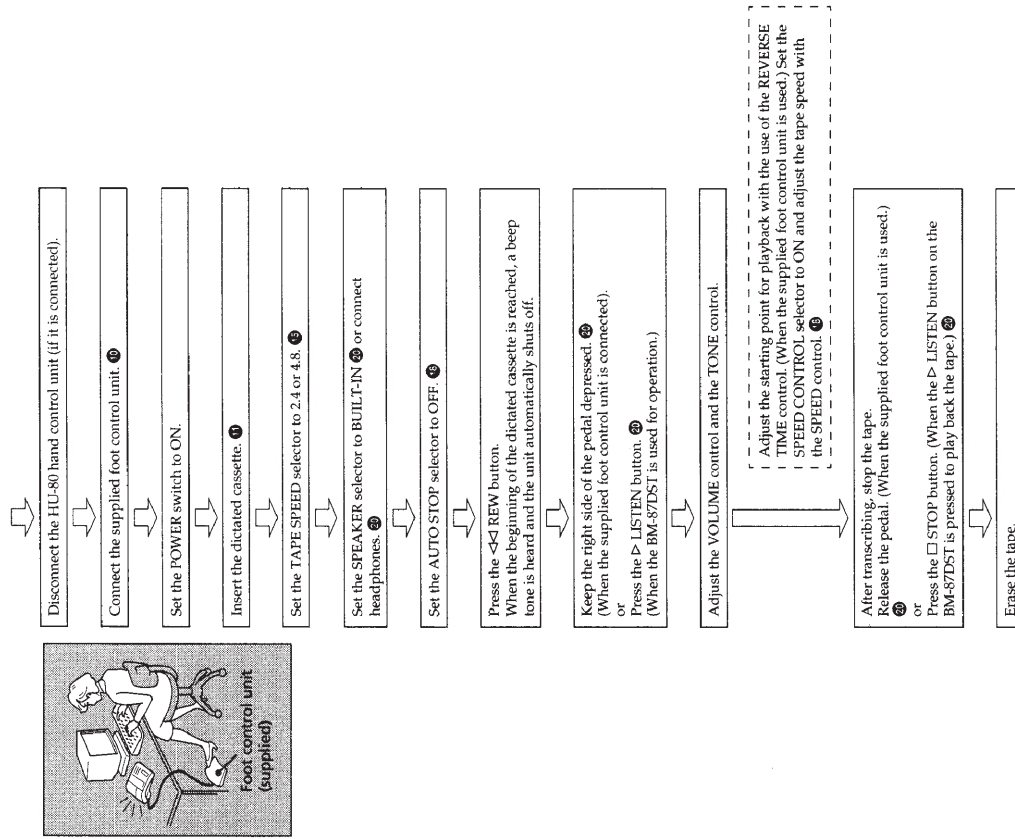 Disconnect the HU-80 hand control unit (if it is connected).
Connect the supplied foot control unit. ⓾
Set the POWER switch to ON.
Insert the dictated cassette. ⓫
Set the TAPE SPEED selector to 2.4 or 4.8. ⓯
Set the SPEAKER selector to BUILT-IN ⓴ or connect
headphones. ⓴
Set the AUTO STOP selector to OFF. ⓲
Press the ◁◁ REW button.
When the beginning of the dictated cassette is reached, a beep
tone is heard and the unit automatically shuts off.
Keep the right side of the pedal depressed. ⓴
(When the supplied foot control unit is connected).
or
Press the ▷ LISTEN button. ⓴
(When the BM-87DST is used for operation.)
Adjust the VOLUME control and the TONE control.
Adjust the starting point for playback with the use of the REVERSE
TIME control. (When the supplied foot control unit is used.) Set the
SPEED CONTROL selector to ON and adjust the tape speed with
the SPEED control.
After transcribing, stop the tape.
Release the pedal. (When the supplied foot control unit is used.)
⓴
or
Press the □ STOP button. (When the ▷ LISTEN button on the
BM-87DST is pressed to play back the tape.) ⓴
Erase the tape.
Foot control unit
(supplied)